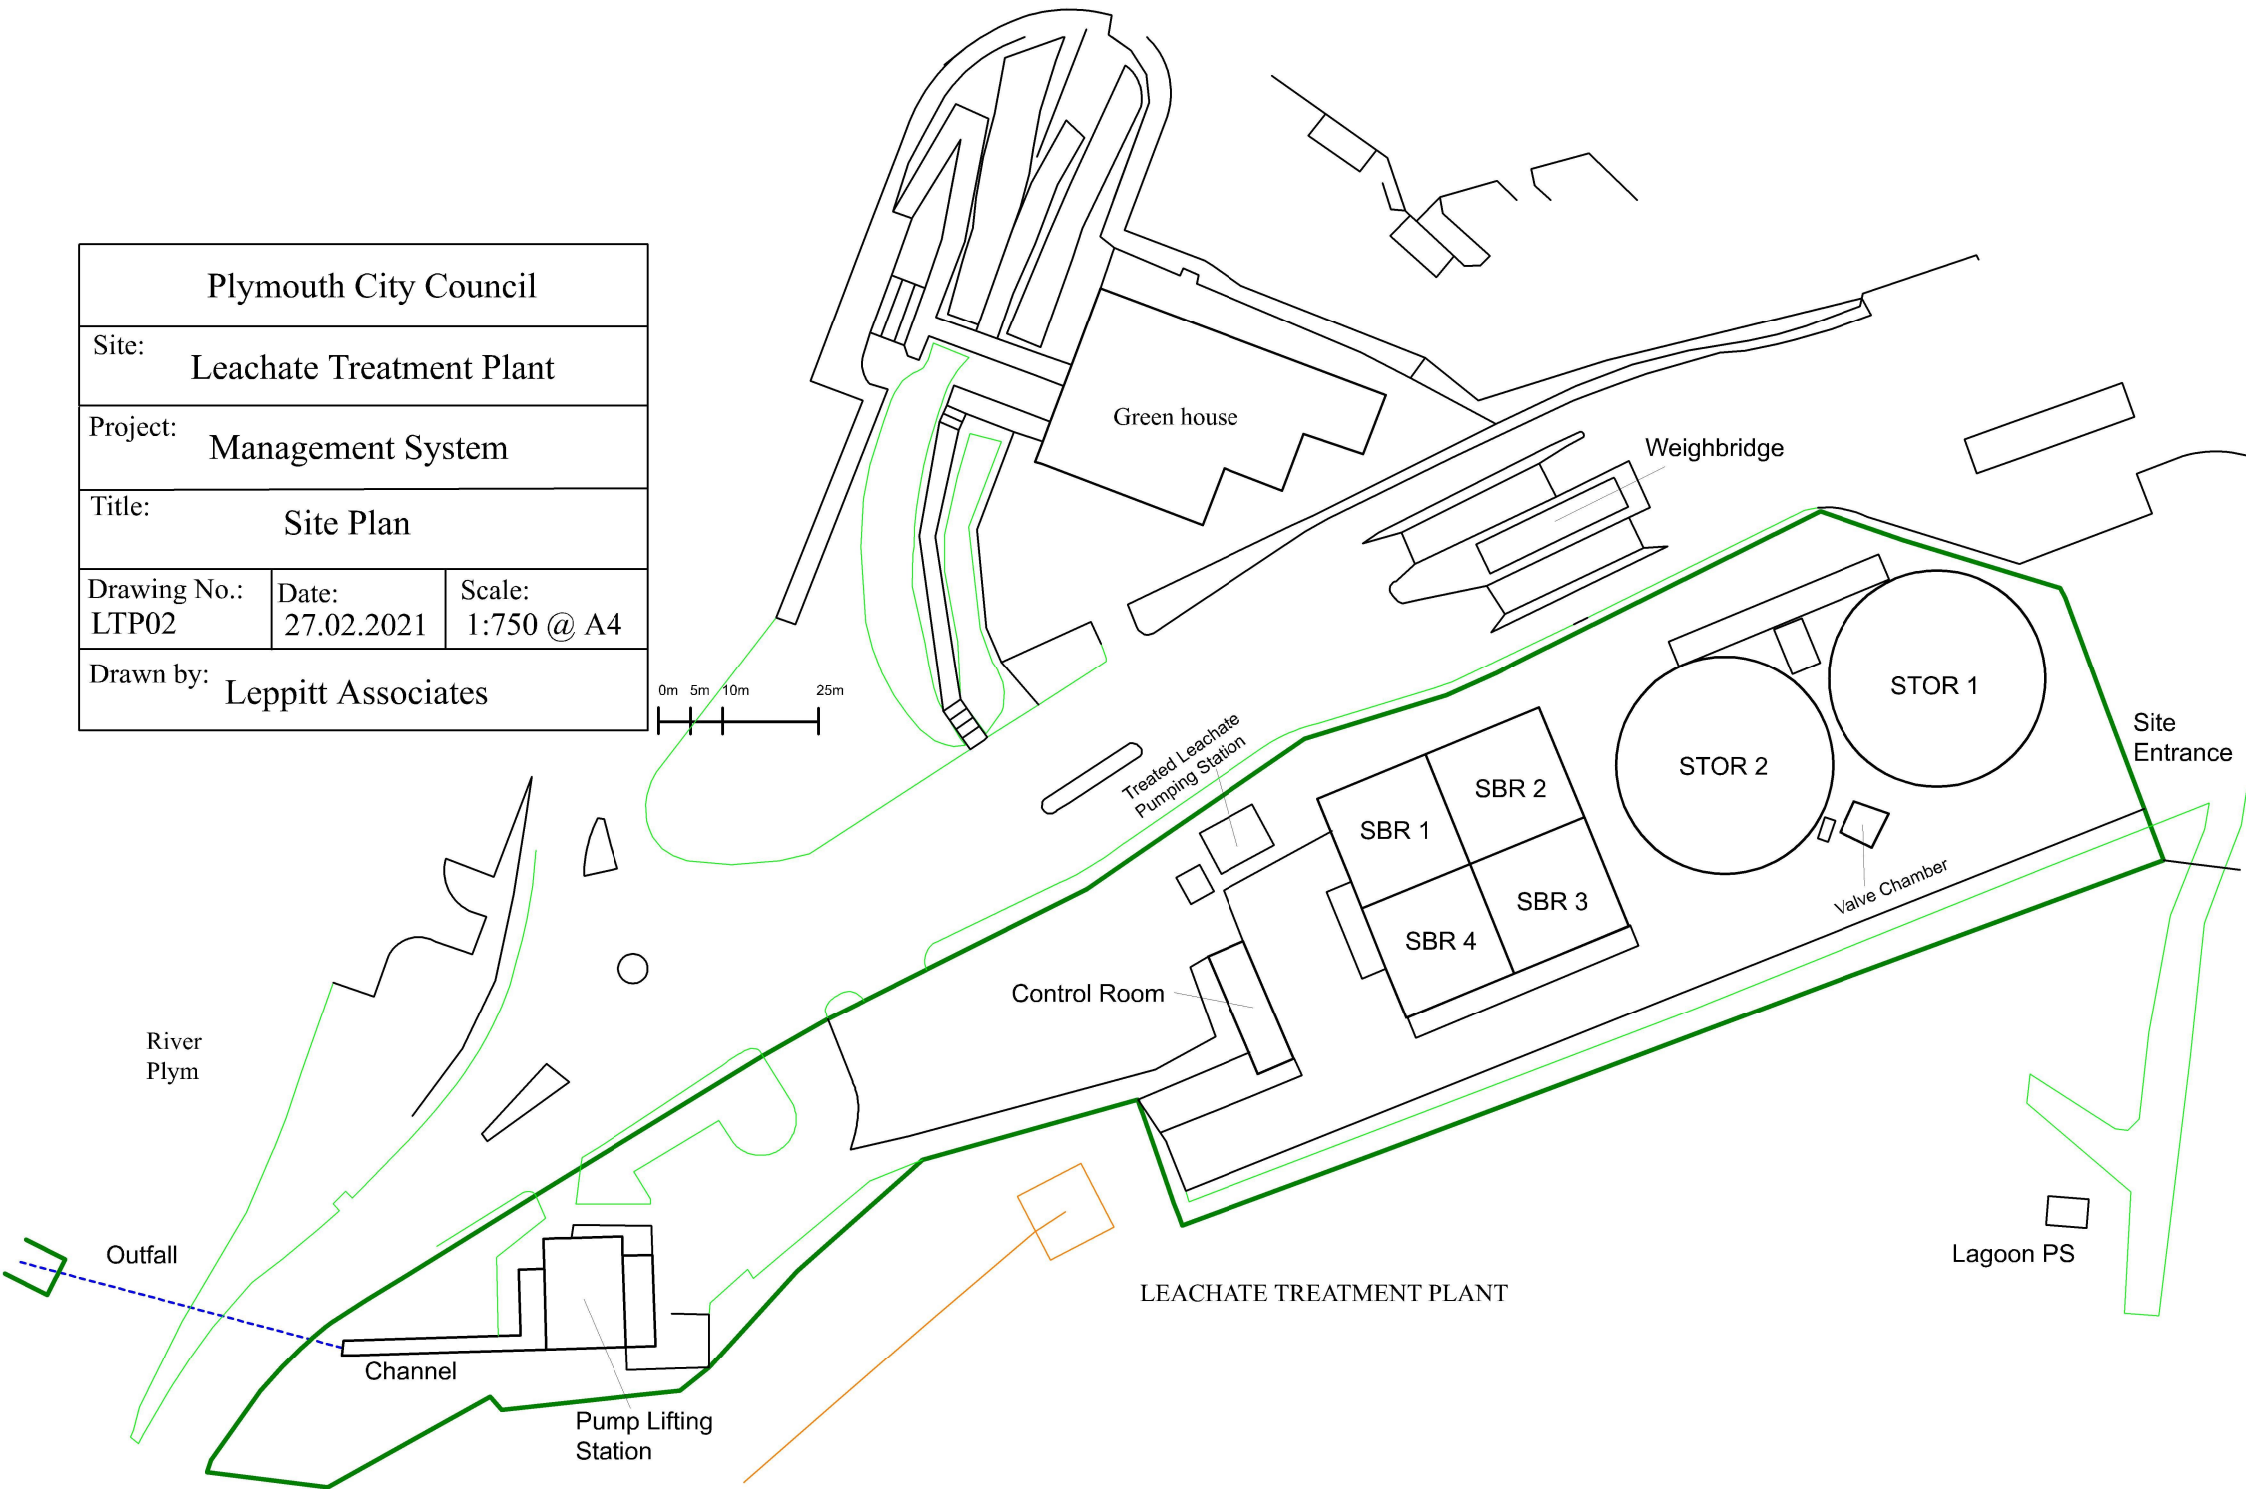 Plymouth City Council
Site:
Leachate Treatment Plant
Project:
Management System
Title:
Site Plan
Drawing No.:
LTP02
Date:
27.02.2021
Scale:
1:750 @ A4
Drawn by:
Leppitt Associates
0m 5m 10m 25m
Green house
Weighbridge
Treated Leachate
Pumping Station
STOR 1
STOR 2
SBR 1
SBR 2
SBR 3
SBR 4
Site
Entrance
Valve Chamber
Control Room
River
Plym
Outfall
Channel
Pump Lifting
Station
LEACHATE TREATMENT PLANT
Lagoon PS